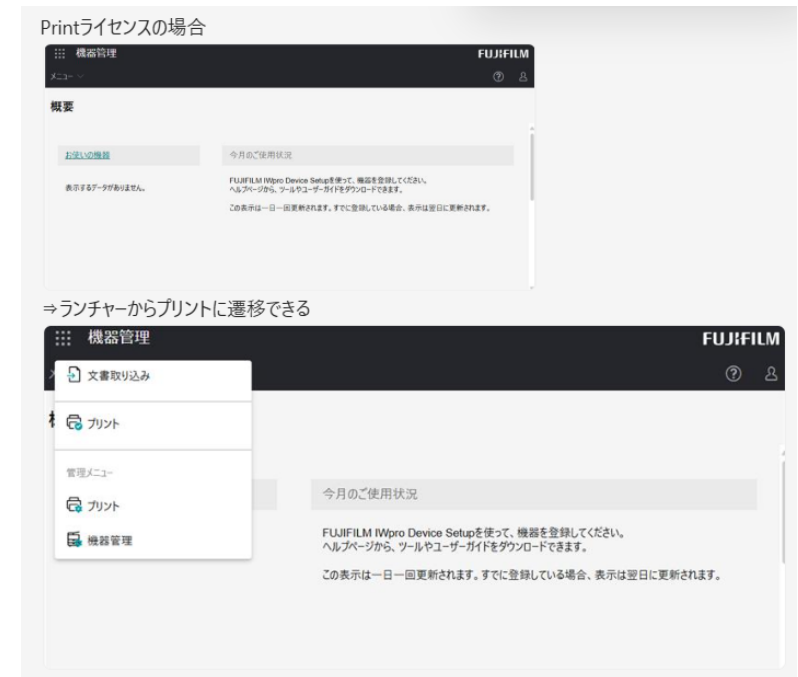 Printライセンスの場合
機器管理
FUJIFILM
メニュー
概要
お使いの機器
今月のご使用状況
表示するデータがありません。
FUJIFILM IWpro Device Setupを使って、機器を登録してください。
ヘルプページから、ツールやユーザーガイドをダウンロードできます。
この表示は一日一回更新されます。すでに登録している場合、表示は翌日に更新されます。
⇒ランチャーからプリントに遷移できる
機器管理
FUJIFILM
文書取り込み
プリント
管理メニュー
プリント
機器管理
今月のご使用状況
FUJIFILM IWpro Device Setupを使って、機器を登録してください。
ヘルプページから、ツールやユーザーガイドをダウンロードできます。
この表示は一日一回更新されます。すでに登録している場合、表示は翌日に更新されます。